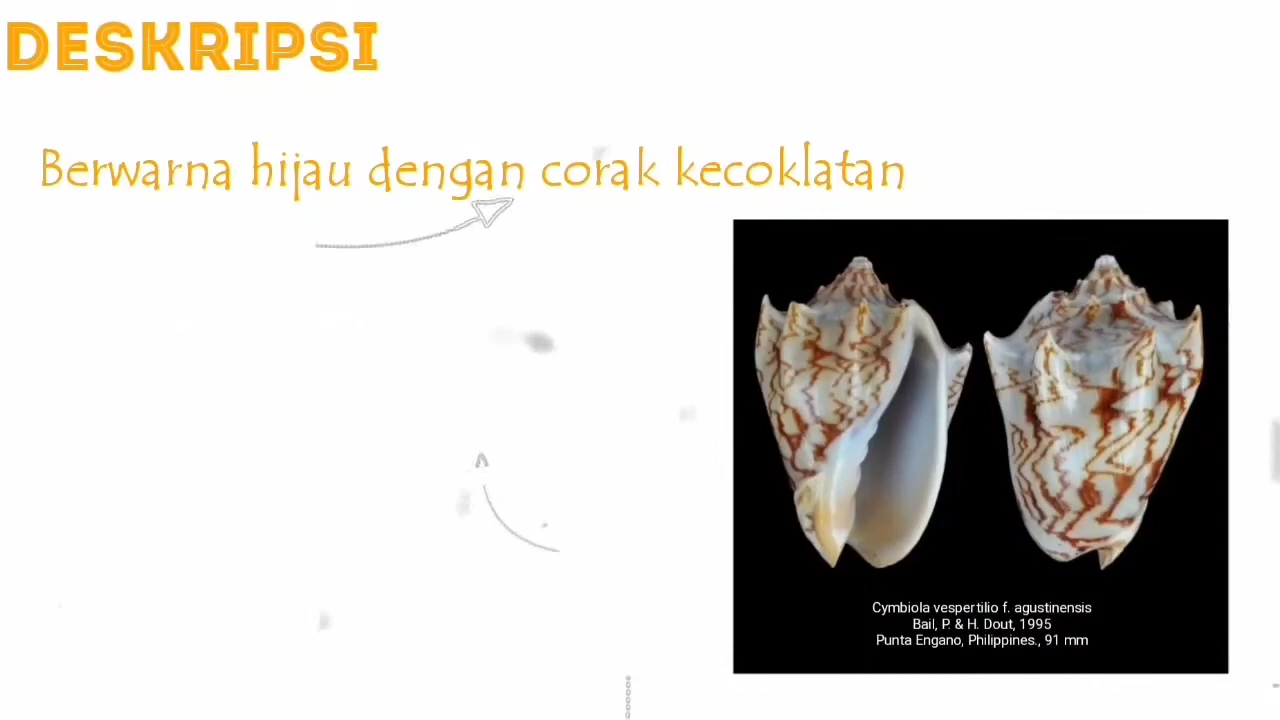 DESKRIPSI
Berwarna hijau dengan corak kecoklatan
Cymbiola vespertilio f. agustinensis
Bail, P. & H. Dout, 1995
Punta Engano, Philippines., 91 mm